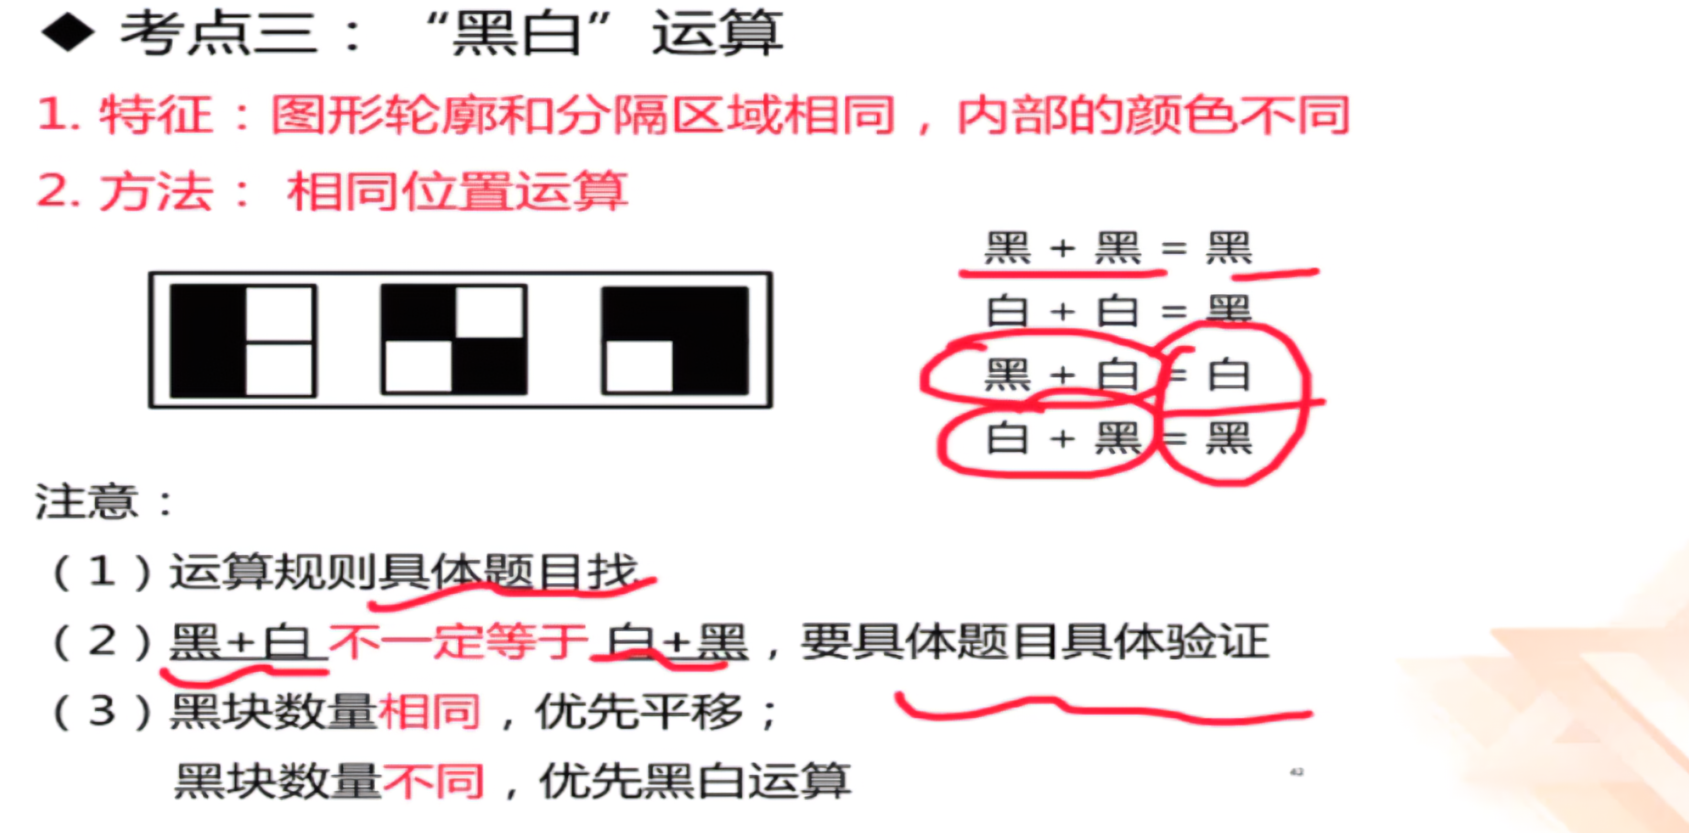 ◆ 考点三：“黑白”运算
1. 特征：图形轮廓和分隔区域相同，内部的颜色不同
2. 方法： 相同位置运算
黑 + 黑 = 黑
白 + 白 = 黑
黑 + 白 = 白
白 + 黑 = 黑
注意：
（1）运算规则具体题目找
（2）黑+白 不一定等于 白+黑，要具体题目具体验证
（3）黑块数量相同，优先平移；
黑块数量不同，优先黑白运算
42